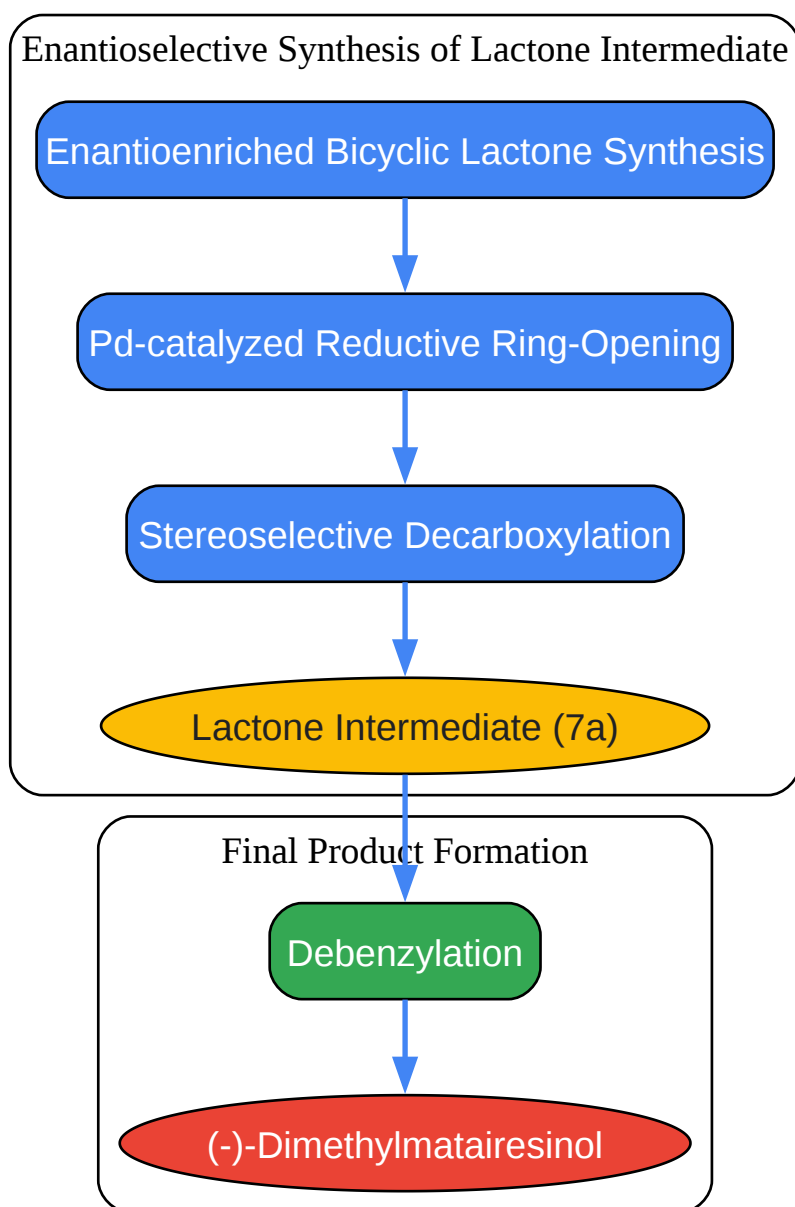 Enantioselective Synthesis of Lactone Intermediate
Enantioenriched Bicyclic Lactone Synthesis
Pd-catalyzed Reductive Ring-Opening
Stereoselective Decarboxylation
Lactone Intermediate (7a)
Final Product Formation
Debenzylation
(-)-Dimethylmatairesinol